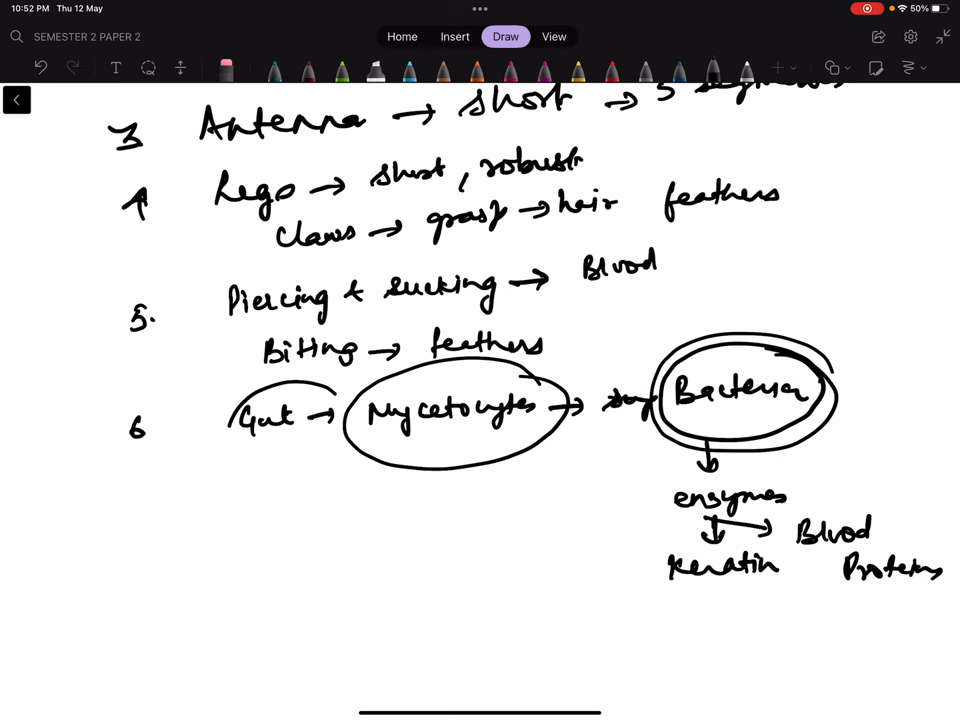 10:52 PM Thu 12 May
50%
SEMESTER 2 PAPER 2
Home Insert Draw View
3 Antenna → short → 5 segments
4 Legs → short, robust
Claws → grasp → hair feathers
5. Piercing & sucking → Blood
Biting → feathers
6 Gut → Mycetocytes → Bacteria
enzymes
Blood
Keratin Proteins